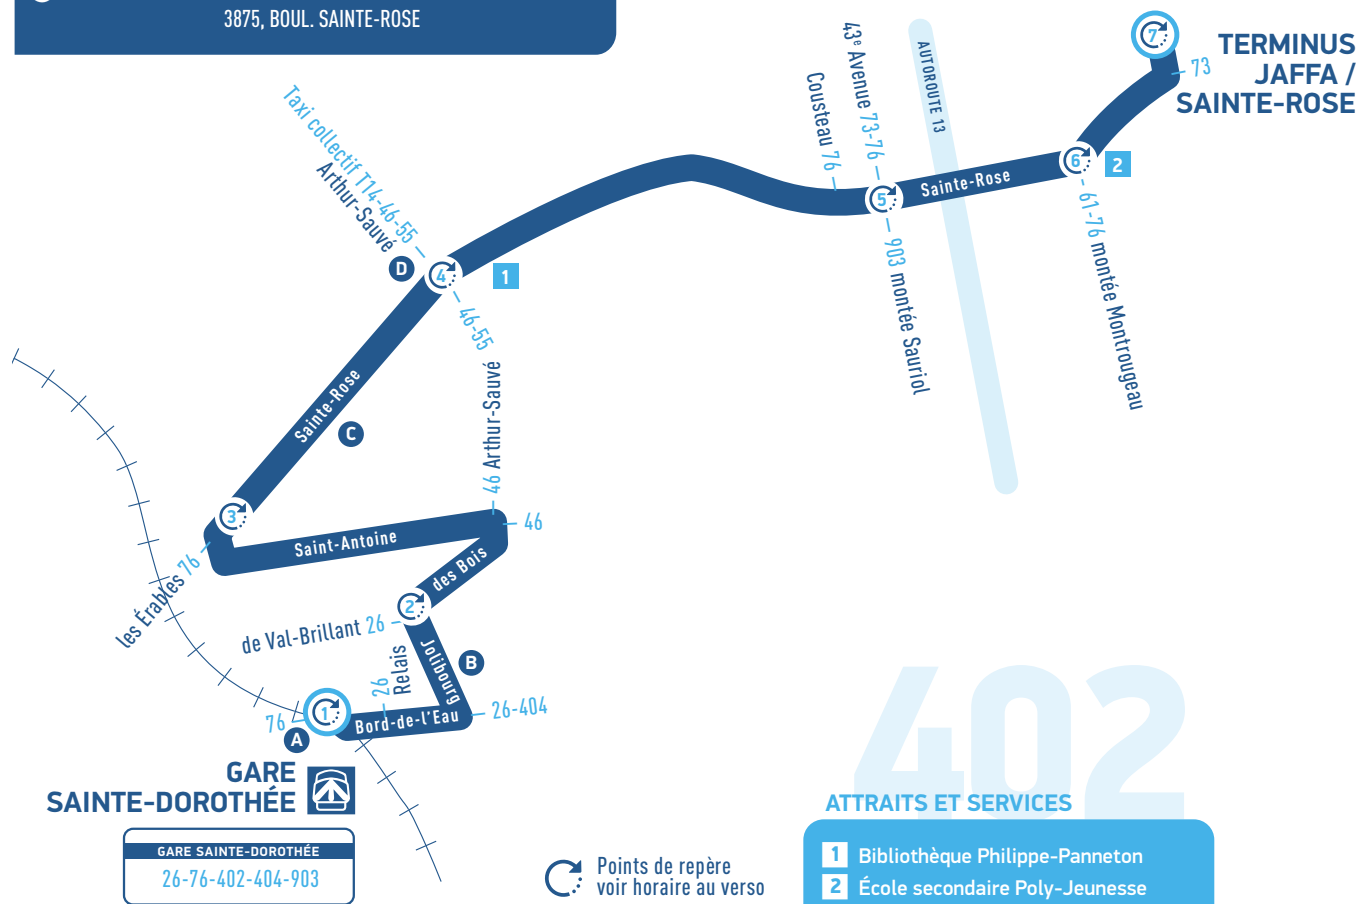 3875, BOUL. SAINTE-ROSE
7
TERMINUS
JAFFA /
SAINTE-ROSE
73
AUTOROUTE 13
43e Avenue 73-76
Cousteau 76
Taxi collectif T14-46-55
Arthur-Sauvé
D
4
1
5
Sainte-Rose
6
2
61-76 montée Montrougeau
903 montée Sauriol
46-55
46 Arthur-Sauvé
Sainte-Rose
C
3
Saint-Antoine
46
les Érables 76
des Bois
2
de Val-Brillant 26
26 Relais
Jolibourg
B
76
1
A
Bord-de-l'Eau
26-404
GARE
SAINTE-DOROTHÉE
GARE SAINTE-DOROTHÉE
26-76-402-404-903
Points de repère
voir horaire au verso
402
ATTRAITS ET SERVICES
1 Bibliothèque Philippe-Panneton
2 École secondaire Poly-Jeunesse